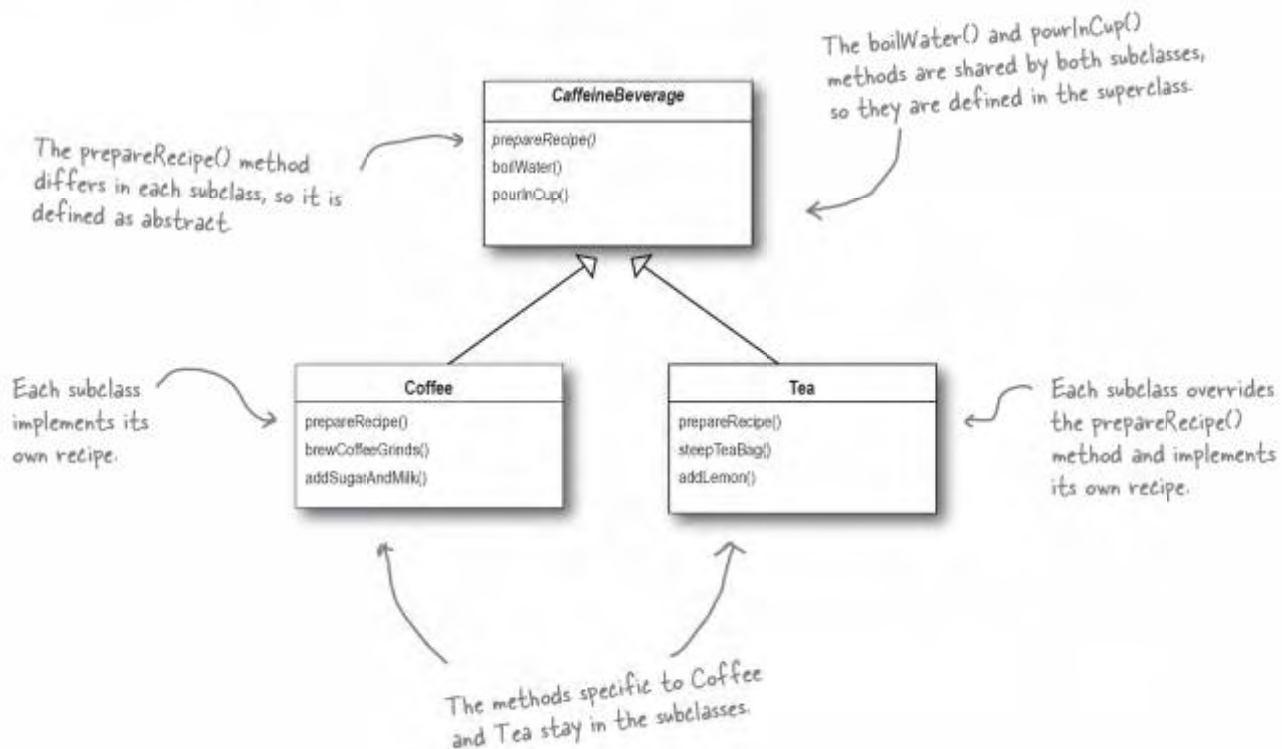 The boilWater() and pourInCup()
methods are shared by both subclasses,
so they are defined in the superclass.
CaffeineBeverage
prepareRecipe()
boilWater()
pourInCup()
The prepareRecipe() method
differs in each subclass, so it is
defined as abstract.
Each subclass
implements its
own recipe.
Coffee
prepareRecipe()
brewCoffeeGrinds()
addSugarAndMilk()
Tea
prepareRecipe()
steepTeaBag()
addLemon()
Each subclass overrides
the prepareRecipe()
method and implements
its own recipe.
The methods specific to Coffee
and Tea stay in the subclasses.